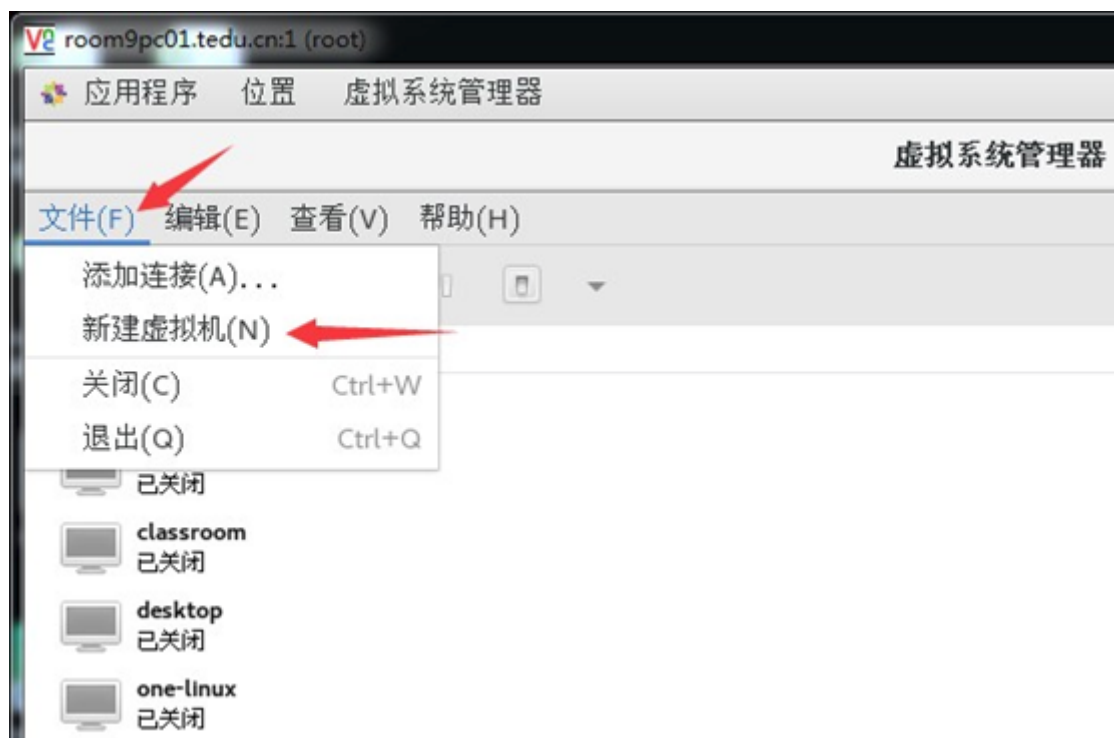 V2 room9pc01.tedu.cn:1 (root)
应用程序 位置 虚拟系统管理器
虚拟系统管理器
文件(F) 编辑(E) 查看(V) 帮助(H)
添加连接(A)...
新建虚拟机(N)
关闭(C) Ctrl+W
退出(Q) Ctrl+Q
已关闭
classroom
已关闭
desktop
已关闭
one-linux
已关闭